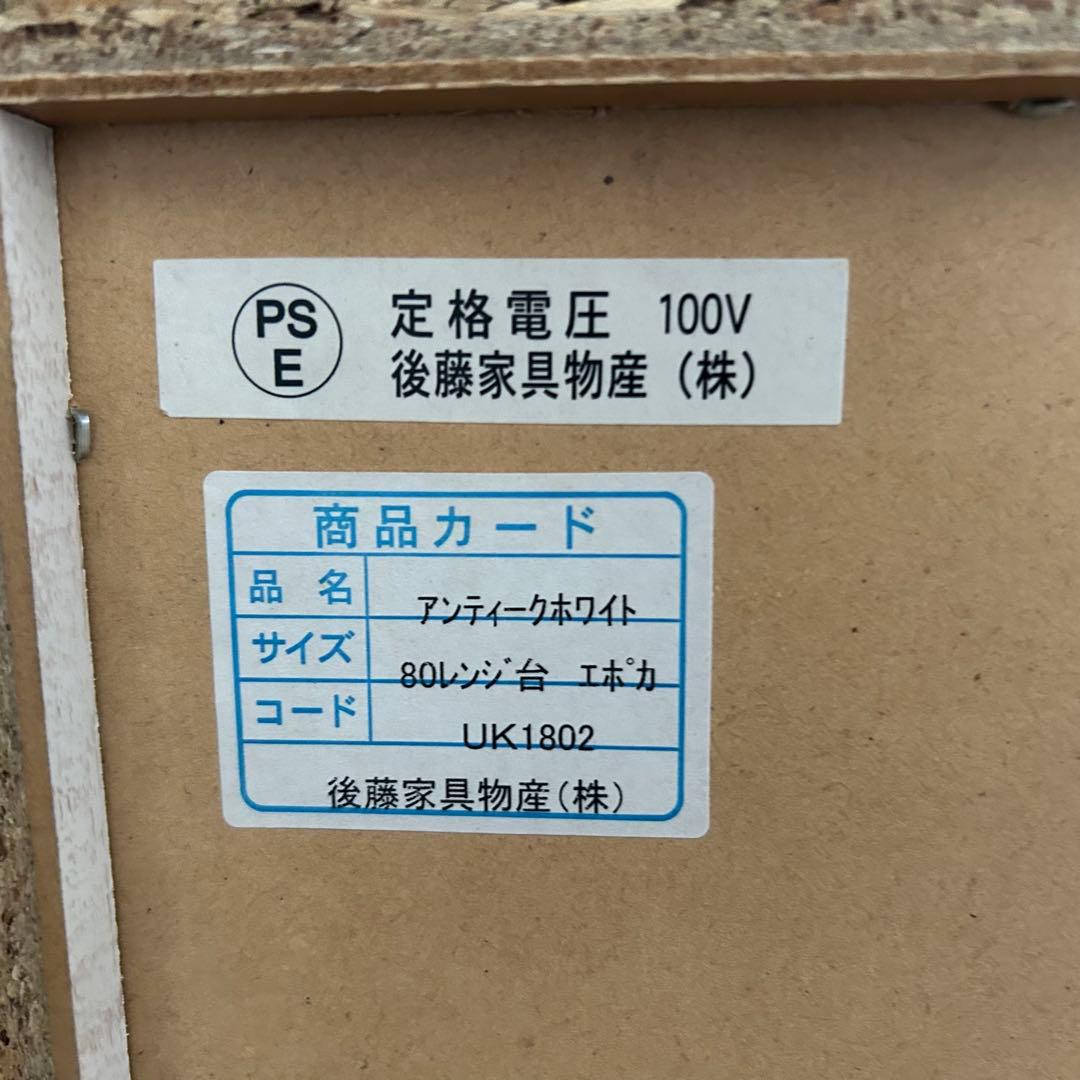 PS
E
定格電圧 100V
後藤家具物産（株）
商品カード
品名 アンティークホワイト
サイズ 80レンジ台 エポカ
コード UK1802
後藤家具物産（株）